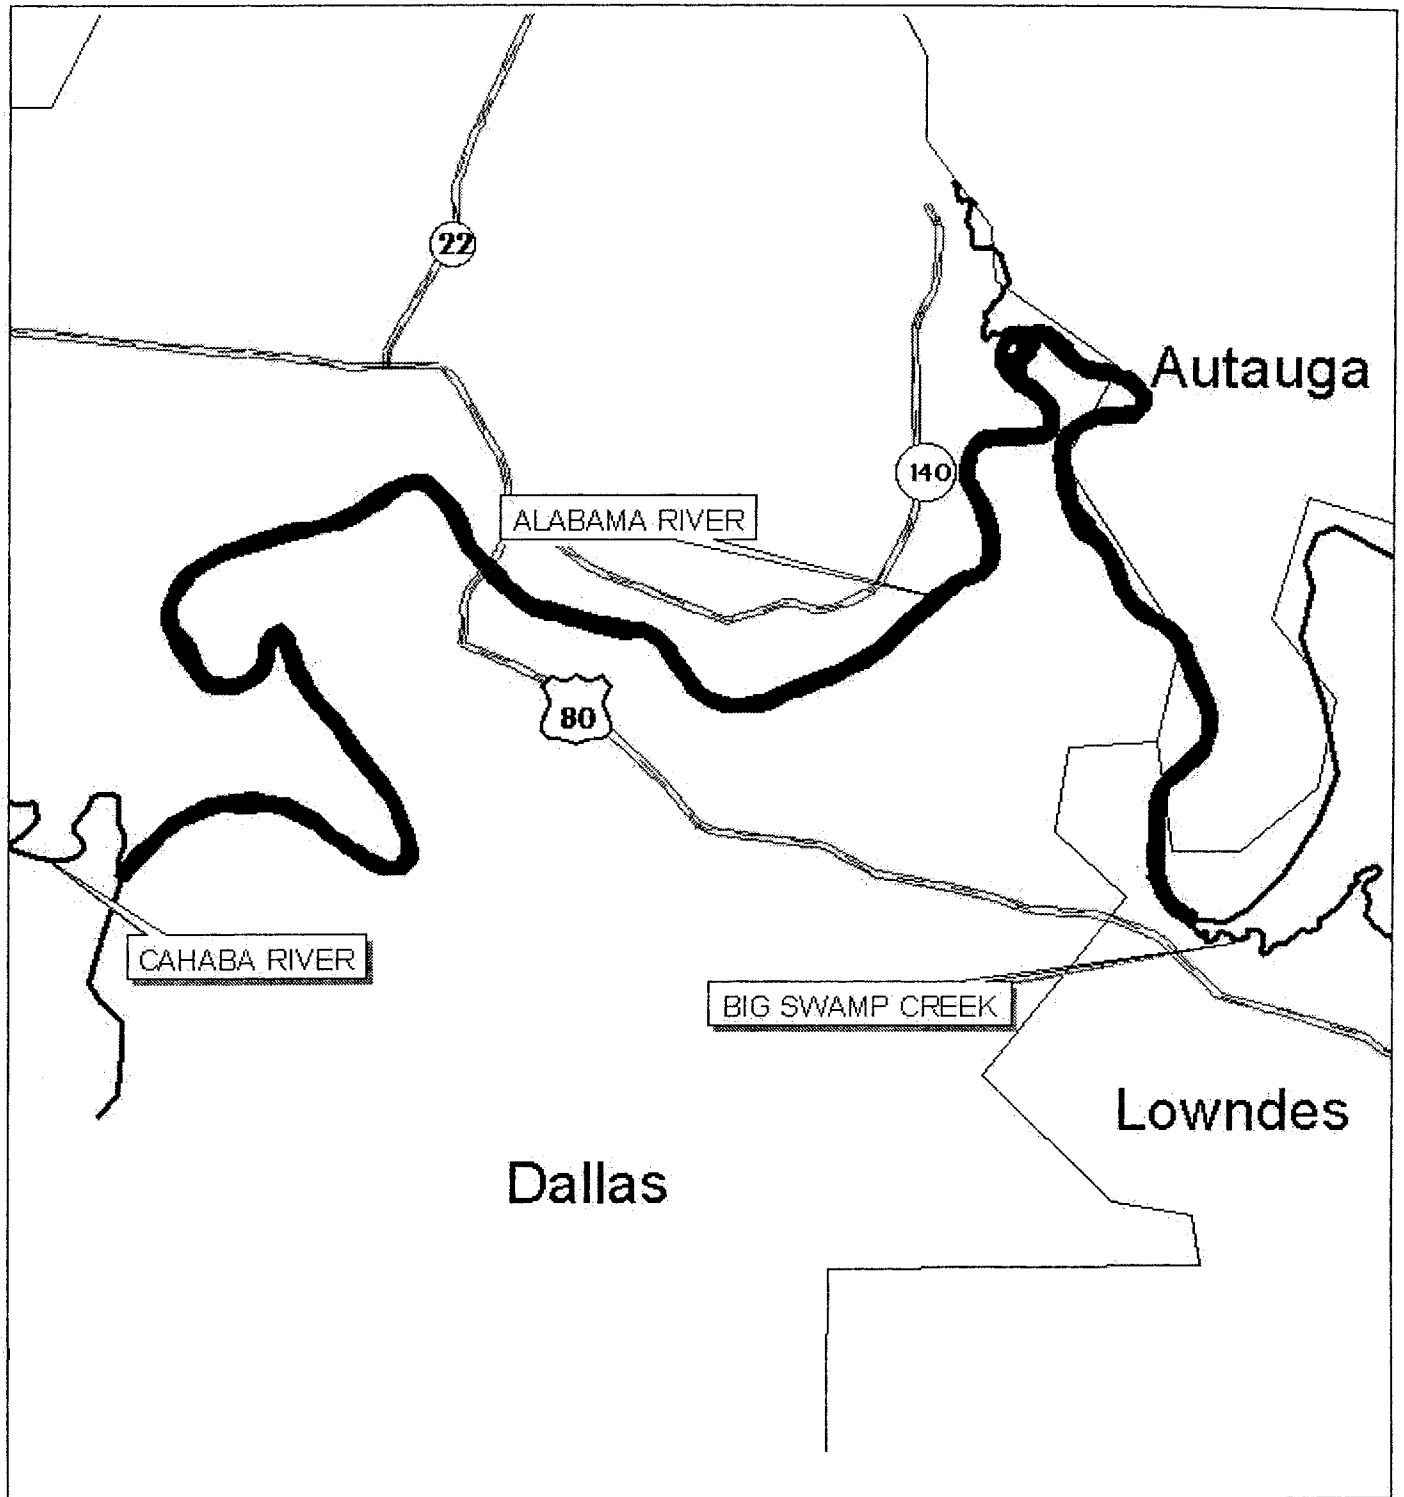 22
Autauga
140
ALABAMA RIVER
80
CAHABA RIVER
BIG SWAMP CREEK
Lowndes
Dallas